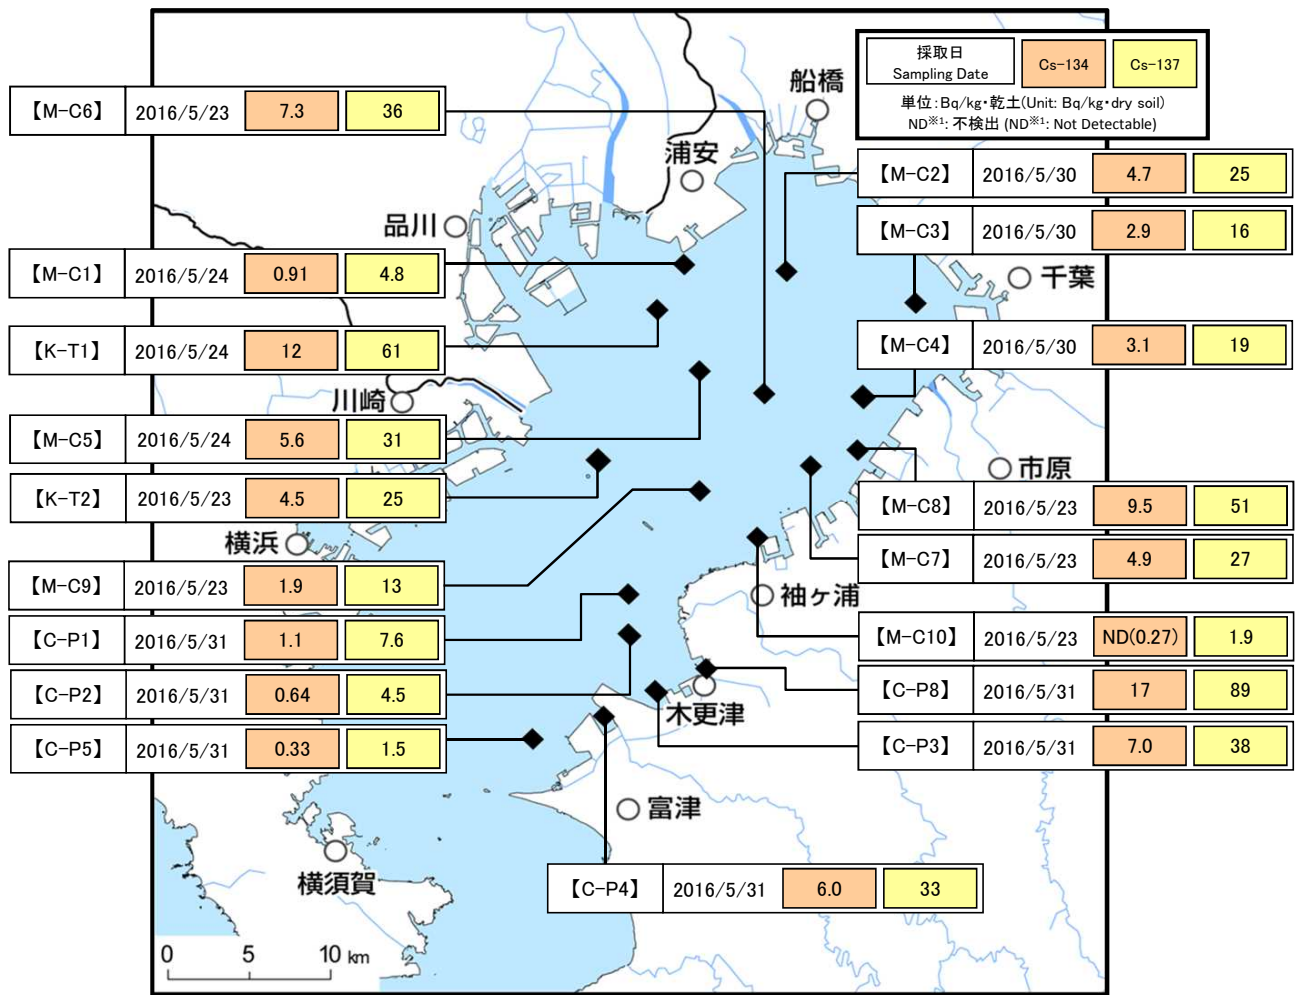 採取日
Sampling Date
Cs-134
Cs-137
単位:Bq/kg・乾土(Unit: Bq/kg・dry soil)
ND※1: 不検出 (ND※1: Not Detectable)
【M-C6】 2016/5/23 7.3 36
【M-C1】 2016/5/24 0.91 4.8
【K-T1】 2016/5/24 12 61
【M-C5】 2016/5/24 5.6 31
【K-T2】 2016/5/23 4.5 25
【M-C9】 2016/5/23 1.9 13
【C-P1】 2016/5/31 1.1 7.6
【C-P2】 2016/5/31 0.64 4.5
【C-P5】 2016/5/31 0.33 1.5
【M-C2】 2016/5/30 4.7 25
【M-C3】 2016/5/30 2.9 16
【M-C4】 2016/5/30 3.1 19
【M-C8】 2016/5/23 9.5 51
【M-C7】 2016/5/23 4.9 27
【M-C10】 2016/5/23 ND(0.27) 1.9
【C-P8】 2016/5/31 17 89
【C-P3】 2016/5/31 7.0 38
【C-P4】 2016/5/31 6.0 33
船橋
浦安
品川
千葉
川崎
市原
横浜
袖ヶ浦
木更津
富津
横須賀
0 5 10 km